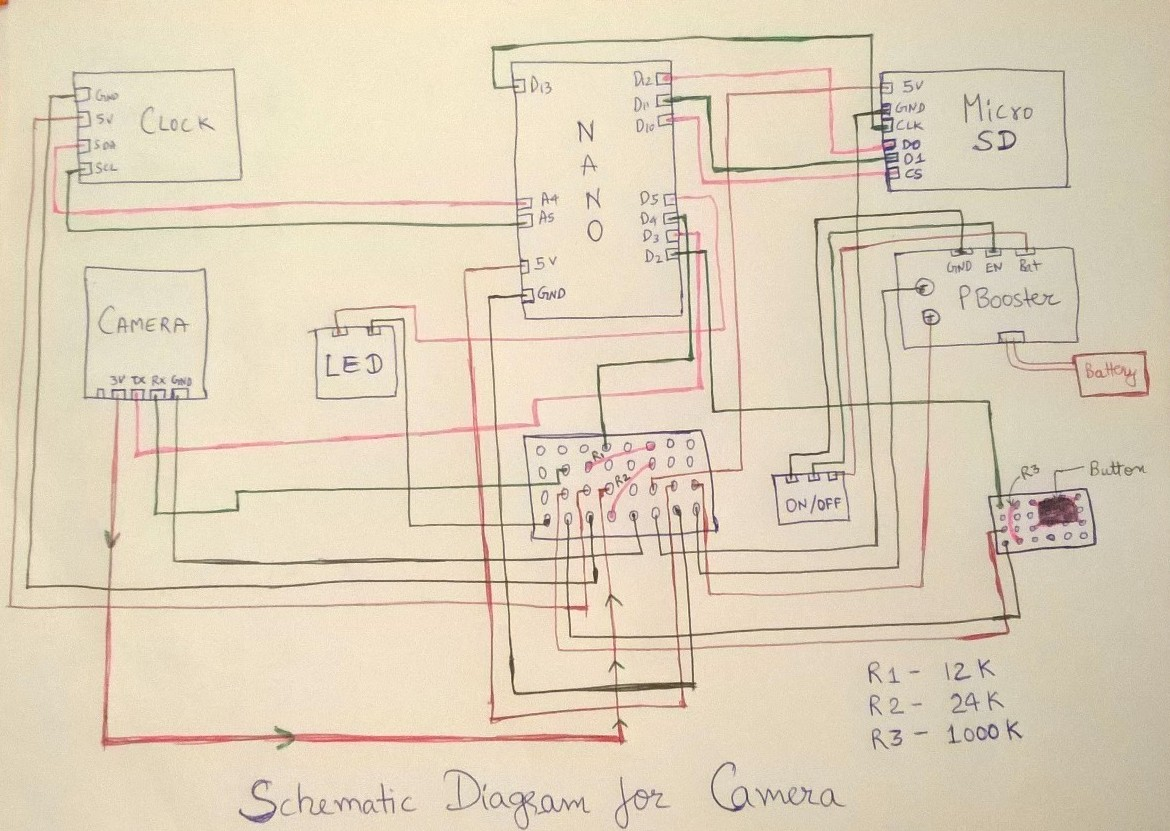 D13
D12
D11
D10
NANO
A4
A5
D5
D4
D3
D2
5V
GND
GND
5V
SDA
SCL
CLOCK
5V
GND
CLK
D0
D1
CS
Micro
SD
CAMERA
3V TX RX GND
LED
GND EN Bat
PBooster
Battery
R1
R2
ON/OFF
R3
Button
R1 - 12K
R2 - 24K
R3 - 1000K
Schematic Diagram for Camera